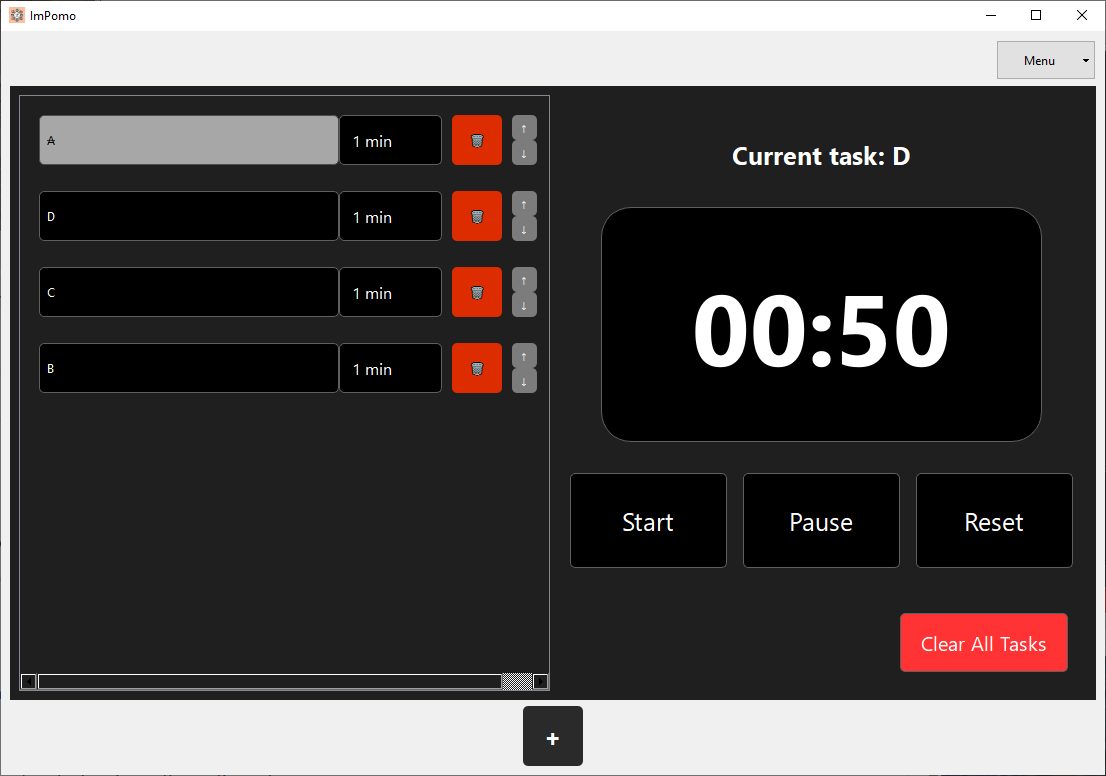 ImPomo
Menu
A 1 min
↑
↓
D 1 min
↑
↓
C 1 min
↑
↓
B 1 min
↑
↓
Current task: D
00:50
Start Pause Reset
Clear All Tasks
+